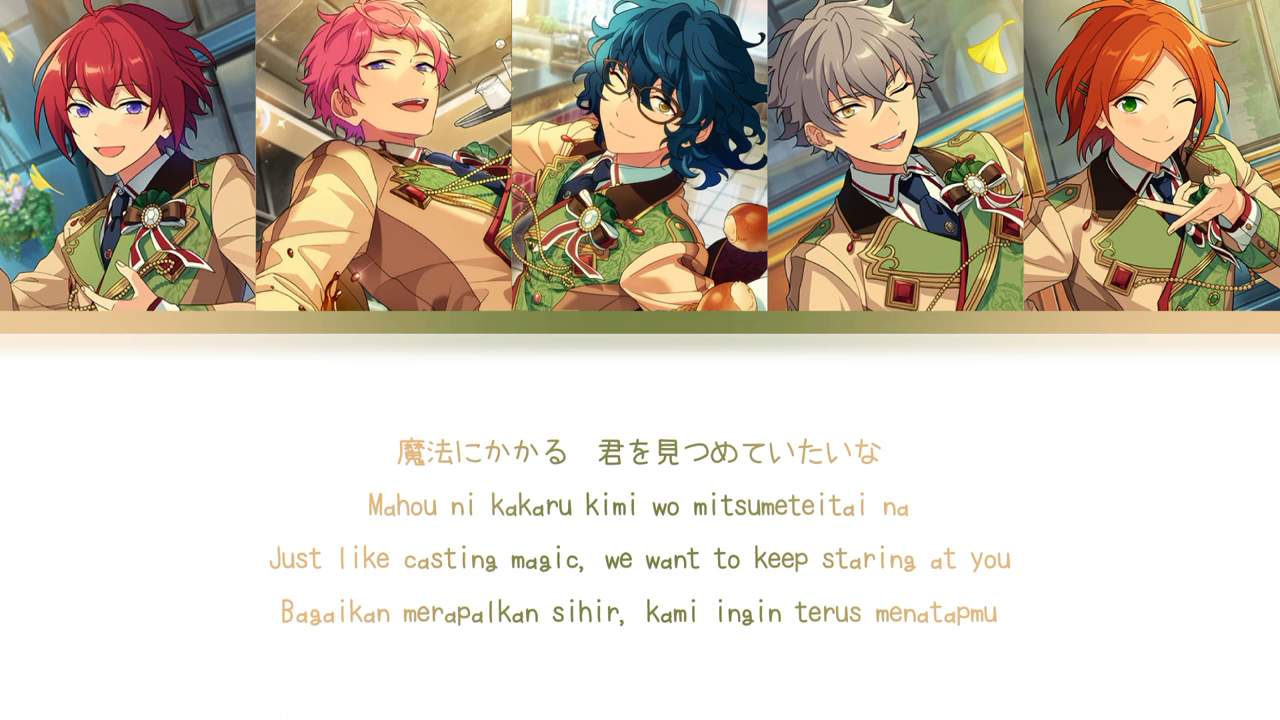 魔法にかかる　君を見つめていたいな
Mahou ni kakaru kimi wo mitsumeteitai na
Just like casting magic, we want to keep staring at you
Bagaikan merapalkan sihir, kami ingin terus menatapmu